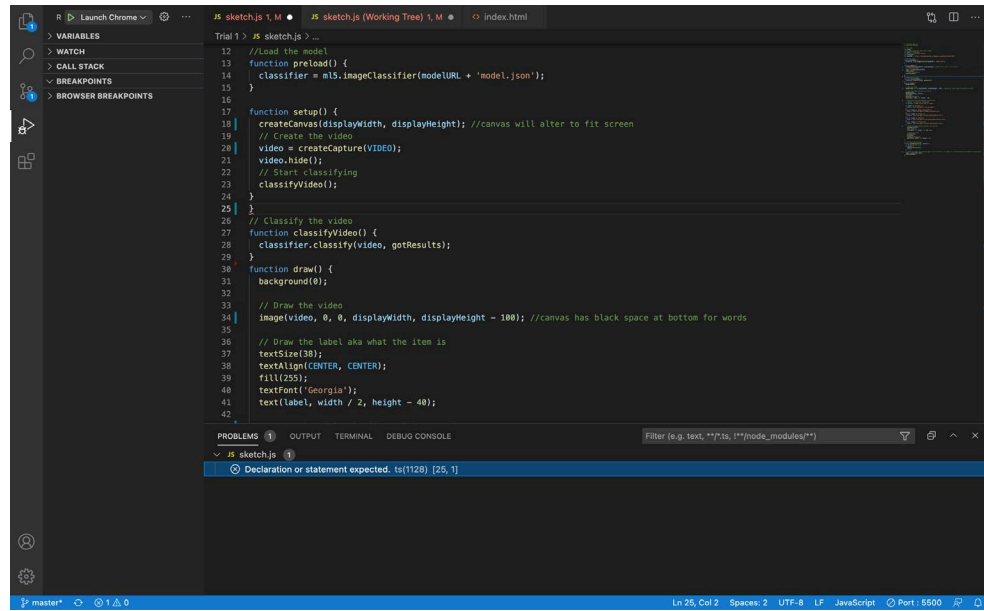 R Launch Chrome
JS sketch.js 1, M
JS sketch.js (Working Tree) 1, M
<> index.html
Trial 1 > JS sketch.js > ...
VARIABLES
WATCH
CALL STACK
BREAKPOINTS
BROWSER BREAKPOINTS
12 //Load the model
13 function preload() {
14 classifier = ml5.imageClassifier(modelURL + 'model.json');
15 }
16
17 function setup() {
18 createCanvas(displayWidth, displayHeight); //canvas will alter to fit screen
19 // Create the video
20 video = createCapture(VIDEO);
21 video.hide();
22 // Start classifying
23 classifyVideo();
24 }
25 }
26 // Classify the video
27 function classifyVideo() {
28 classifier.classify(video, gotResults);
29 }
30 function draw() {
31 background(0);
32
33 // Draw the video
34 image(video, 0, 0, displayWidth, displayHeight - 100); //canvas has black space at bottom for words
35
36 // Draw the label aka what the item is
37 textSize(38);
38 textAlign(CENTER, CENTER);
39 fill(255);
40 textFont('Georgia');
41 text(label, width / 2, height - 40);
42
PROBLEMS 1 OUTPUT TERMINAL DEBUG CONSOLE
Filter (e.g. text, **/*.ts, !**/node_modules/**)
JS sketch.js 1
Declaration or statement expected. ts(1128) [25, 1]
master* 1 0
Ln 25, Col 2 Spaces: 2 UTF-8 LF JavaScript Port : 5500